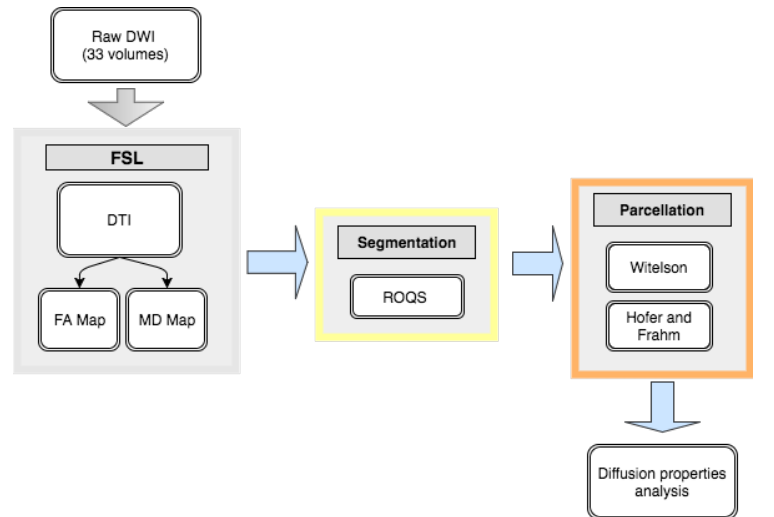 Raw DWI
(33 volumes)
FSL
DTI
FA Map
MD Map
Segmentation
ROQS
Parcellation
Witelson
Hofer and
Frahm
Diffusion properties
analysis